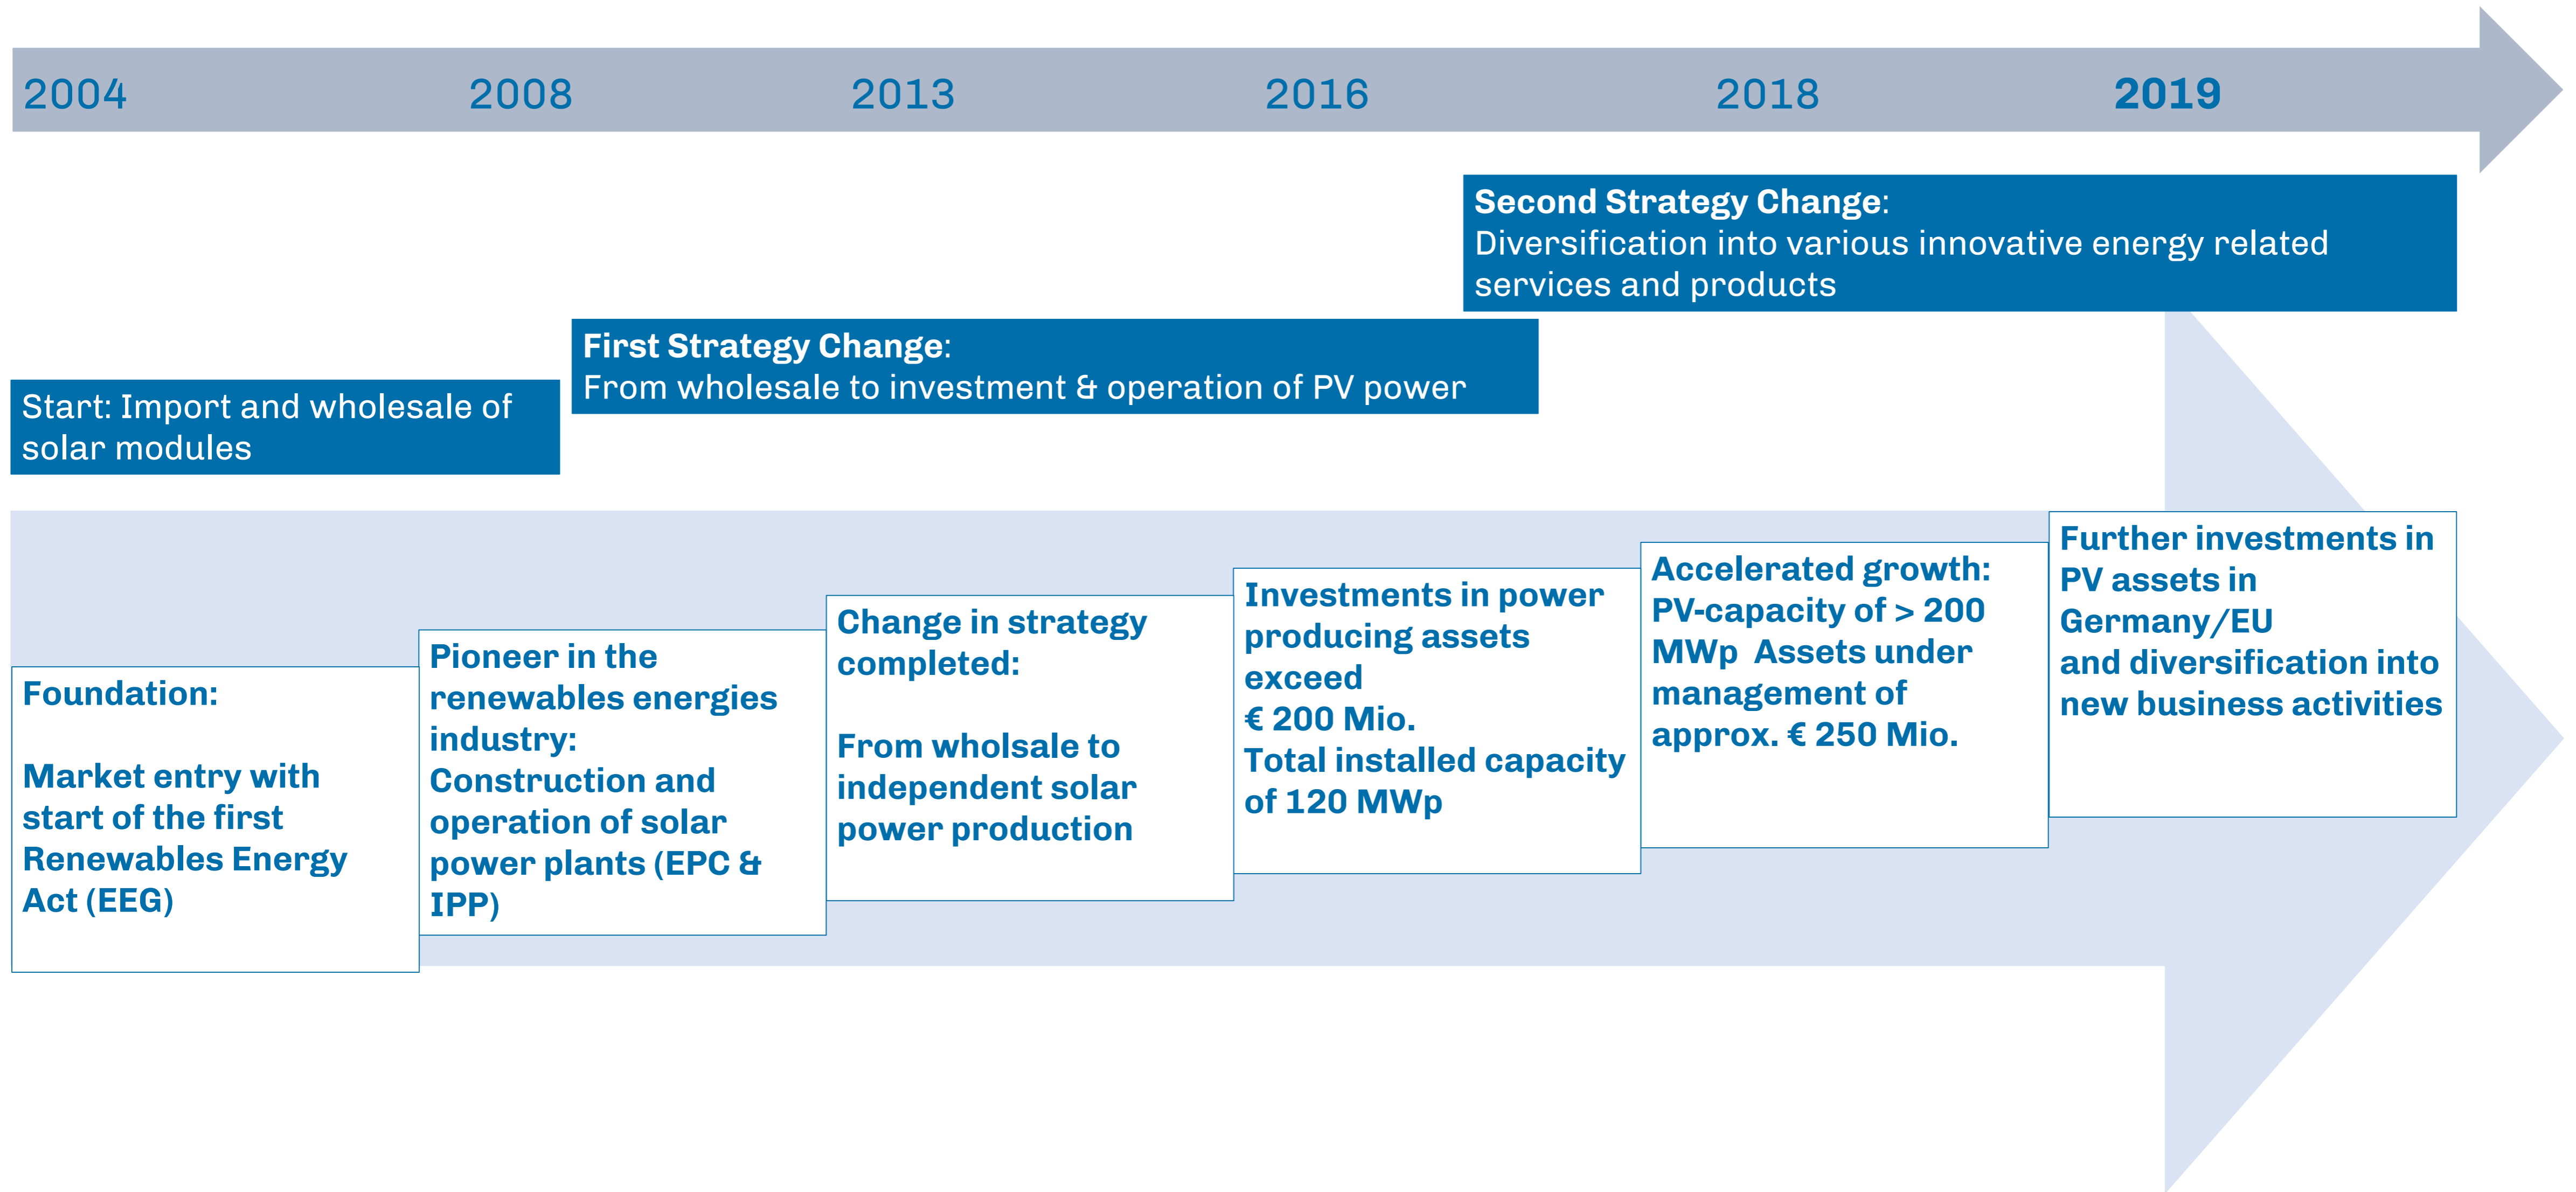 2004 2008 2013 2016 2018 2019
Second Strategy Change:
Diversification into various innovative energy related
services and products
First Strategy Change:
From wholesale to investment & operation of PV power
Start: Import and wholesale of
solar modules
Foundation:
Market entry with
start of the first
Renewables Energy
Act (EEG)
Pioneer in the
renewables energies
industry:
Construction and
operation of solar
power plants (EPC &
IPP)
Change in strategy
completed:
From wholsale to
independent solar
power production
Investments in power
producing assets
exceed
€ 200 Mio.
Total installed capacity
of 120 MWp
Accelerated growth:
PV-capacity of > 200
MWp  Assets under
management of
approx. € 250 Mio.
Further investments in
PV assets in
Germany/EU
and diversification into
new business activities